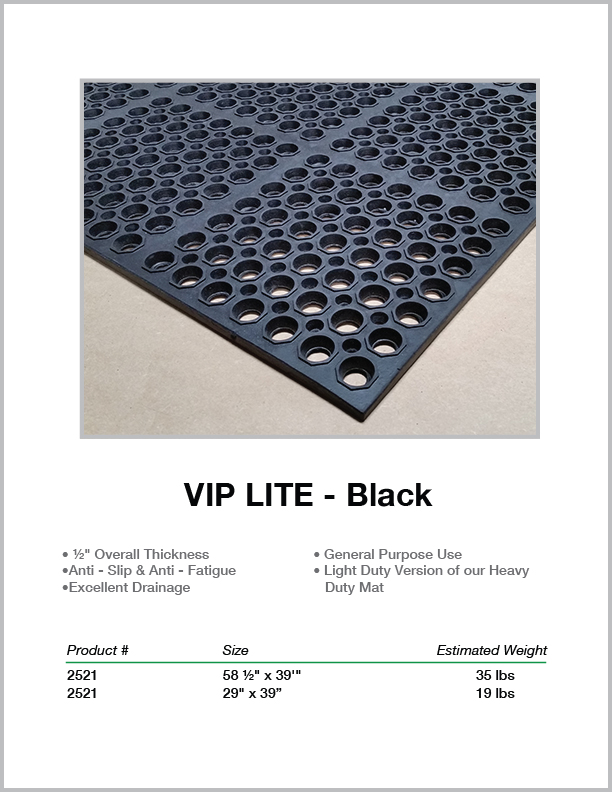 VIP LITE - Black
• ½" Overall Thickness
•Anti - Slip & Anti - Fatigue
•Excellent Drainage
• General Purpose Use
• Light Duty Version of our Heavy
Duty Mat
Product # Size Estimated Weight
2521 58 ½" x 39'" 35 lbs
2521 29" x 39” 19 lbs